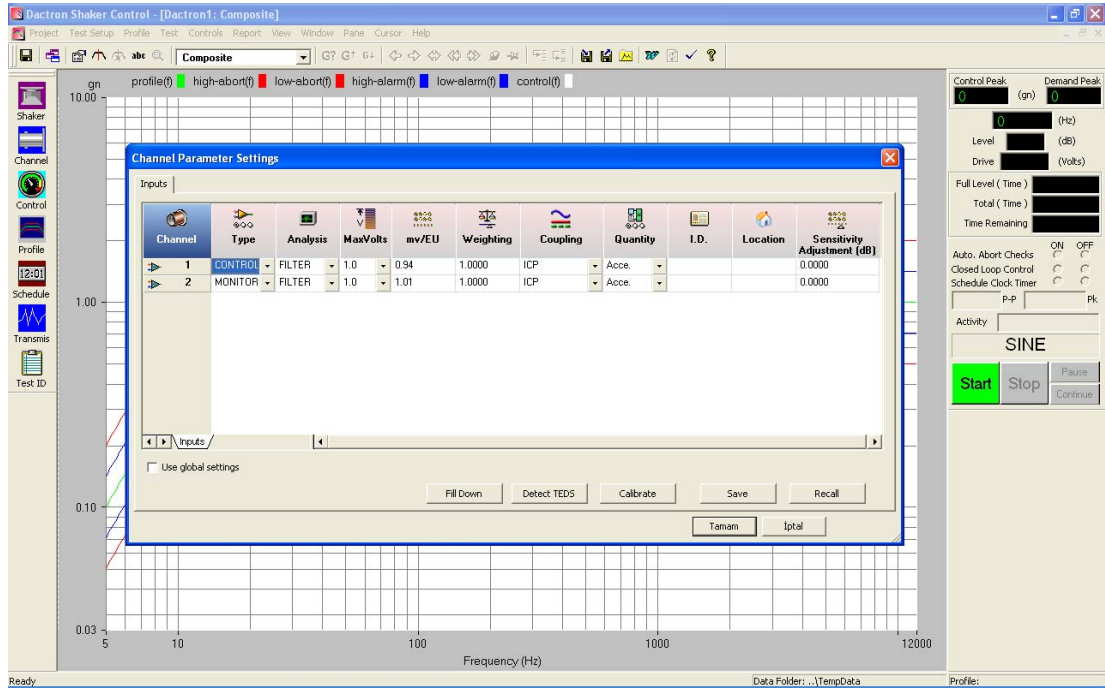 Dactron Shaker Control - [Dactron1: Composite]
Project Test Setup Profile Test Controls Report View Window Pane Cursor Help
abc Composite G? G↑ G↓
gn profile(f) high-abort(f) low-abort(f) high-alarm(f) low-alarm(f) control(f)
10.00
1.00
0.10
0.03
5 10 100 1000 12000
Frequency (Hz)
Shaker
Channel
Control
Profile
12:01
Schedule
Transmis
Test ID
Channel Parameter Settings
Inputs
Channel Type Analysis MaxVolts mv/EU Weighting Coupling Quantity I.D. Location Sensitivity Adjustment (dB)
1 CONTROL FILTER 1.0 0.94 1.0000 ICP Acce. 0.0000
2 MONITOR FILTER 1.0 1.01 1.0000 ICP Acce. 0.0000
Inputs
Use global settings
Fill Down Detect TEDS Calibrate Save Recall
Tamam İptal
Control Peak Demand Peak
0 (gn) 0
0 (Hz)
Level (dB)
Drive (Volts)
Full Level ( Time )
Total ( Time )
Time Remaining
ON OFF
Auto. Abort Checks
Closed Loop Control
Schedule Clock Timer
P-P Pk
Activity
SINE
Start Stop Pause
Continue
Ready Data Folder: ..\TempData Profile: